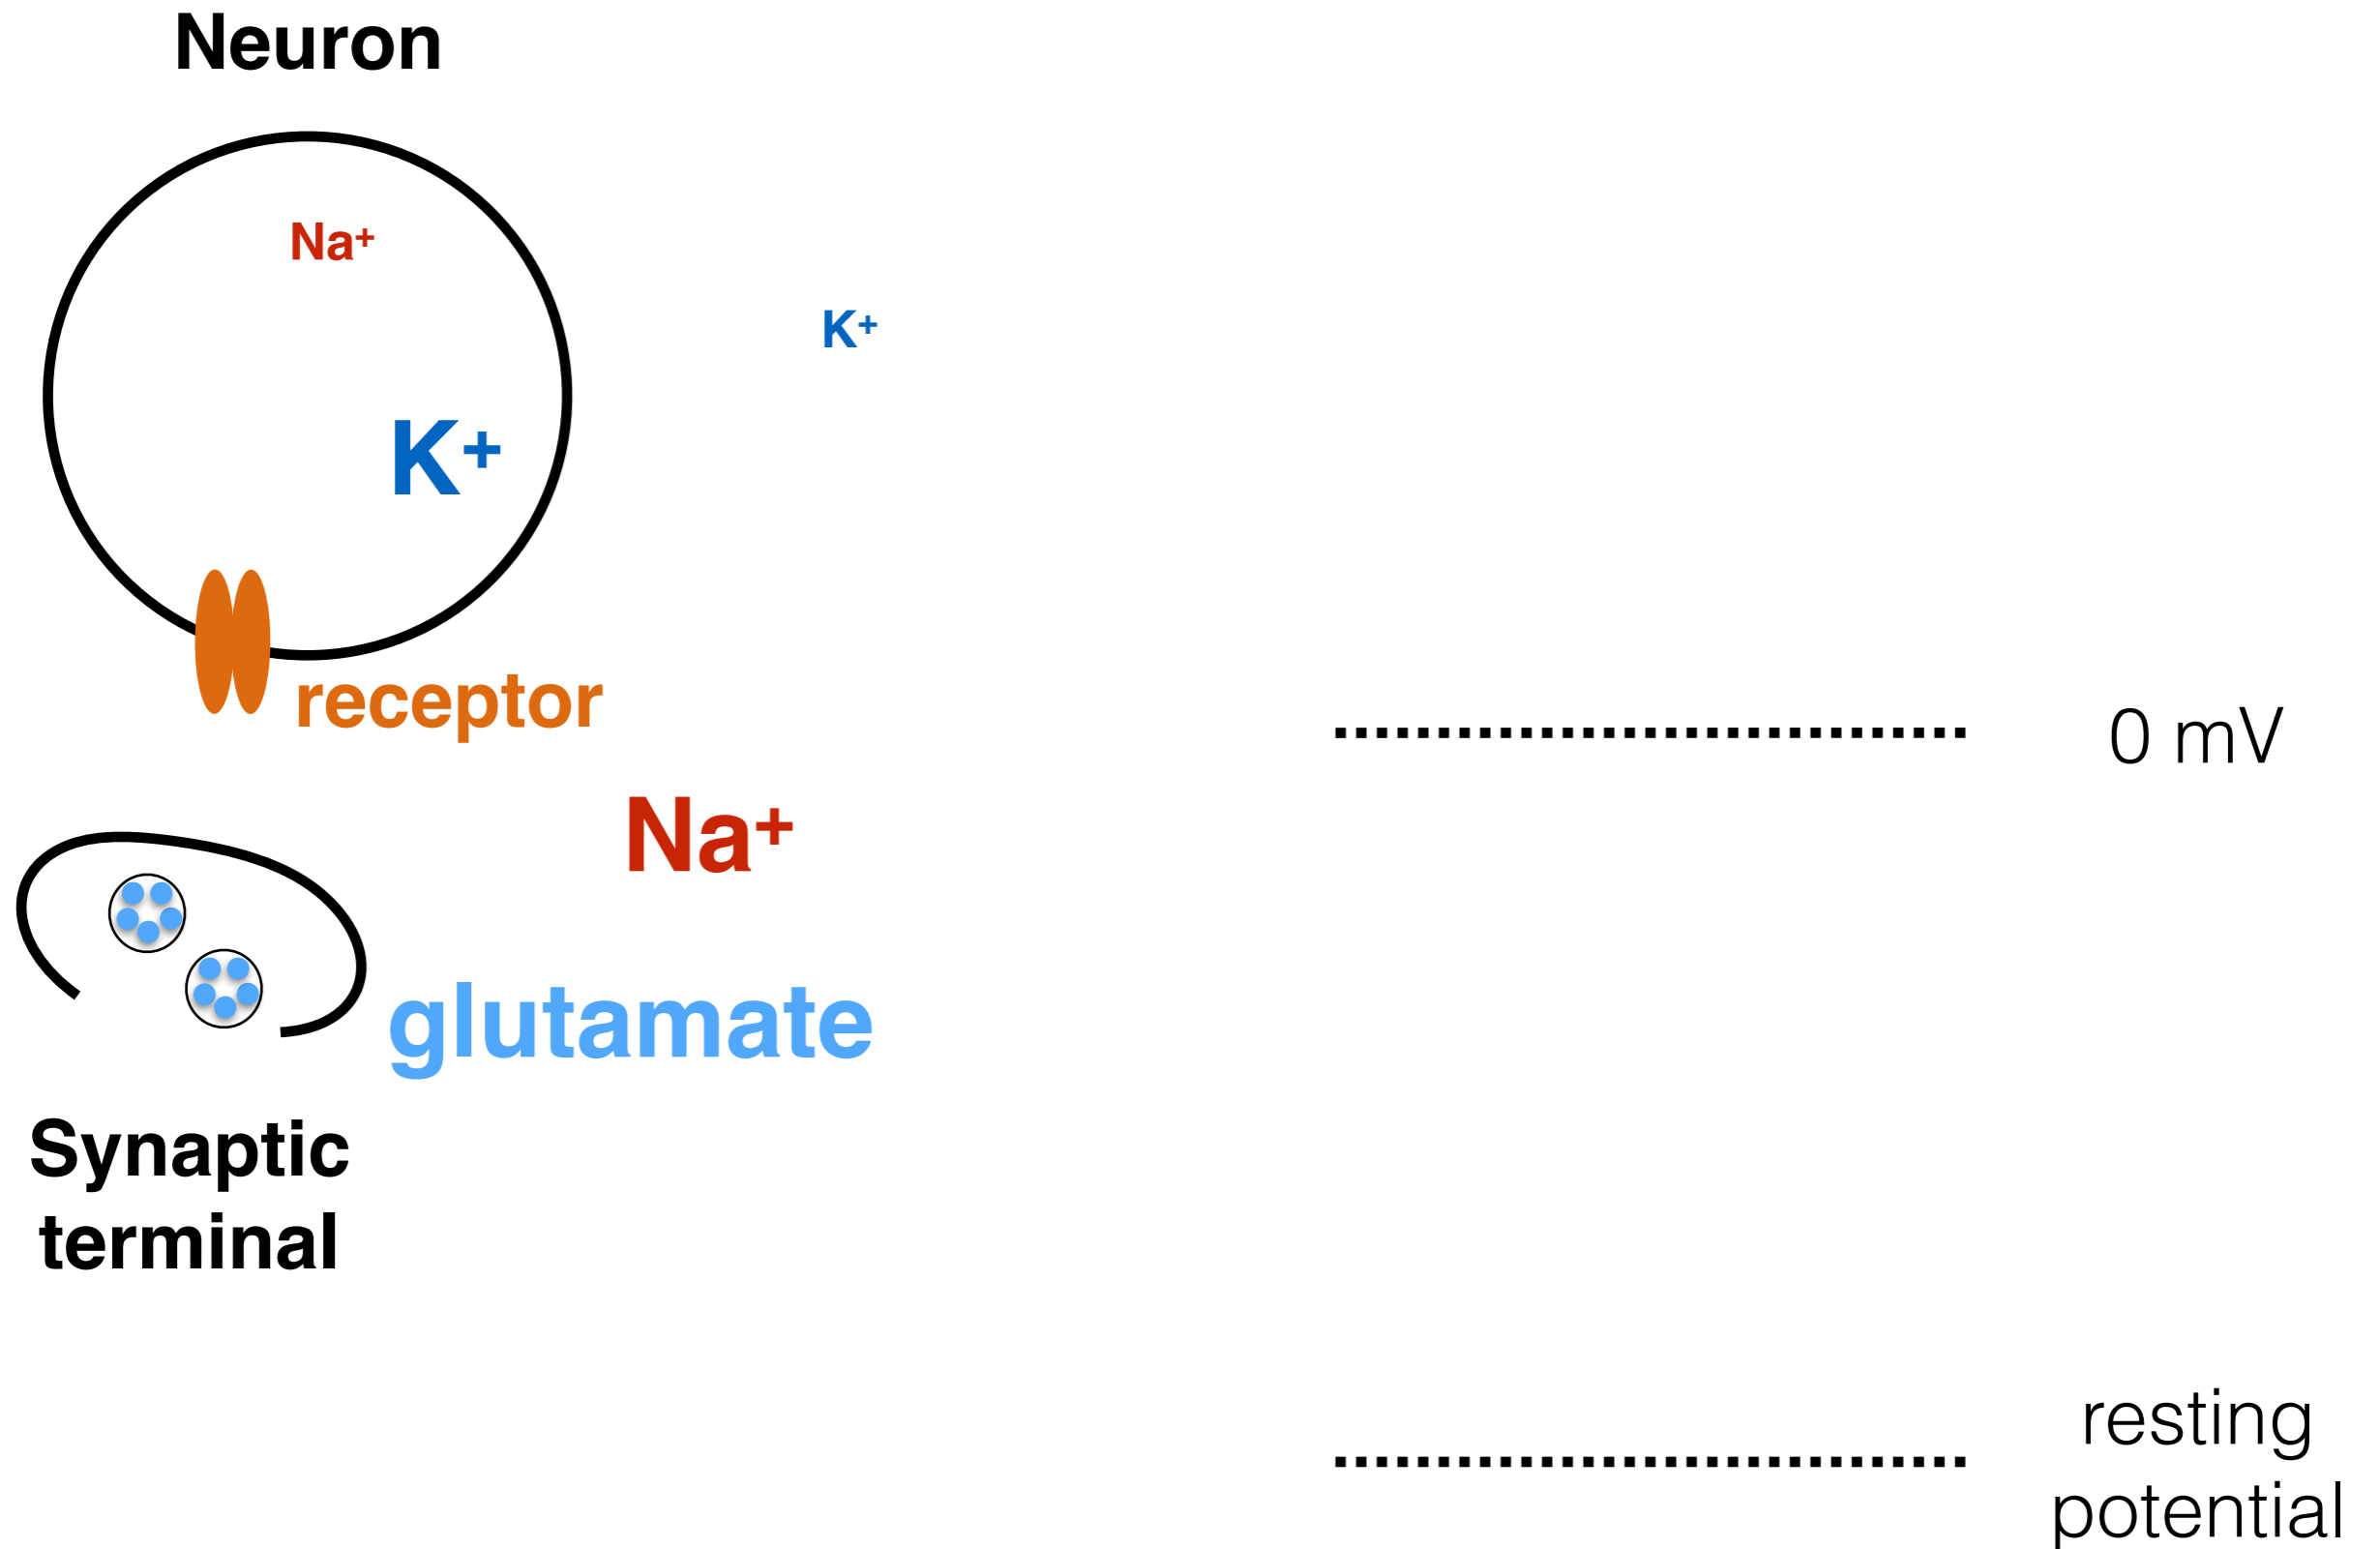 Neuron
Na⁺
K⁺
K⁺
receptor
0 mV
Na⁺
glutamate
Synaptic
terminal
resting
potential